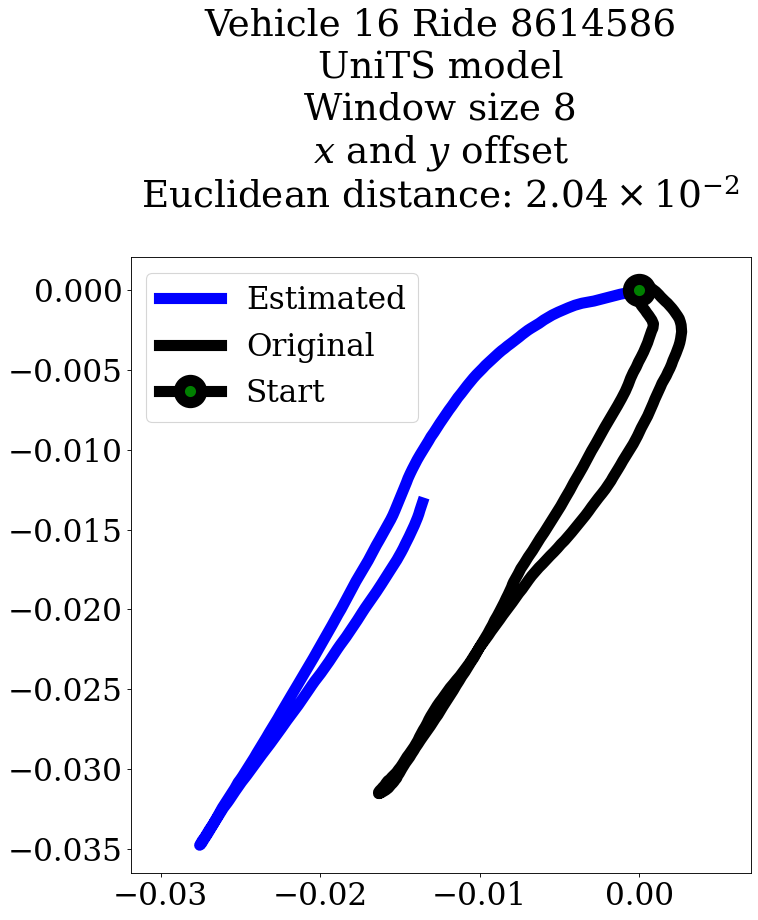 Vehicle 16 Ride 8614586
UniTS model
Window size 8
x and y offset
Euclidean distance: 2.04 × 10⁻²
Estimated
Original
Start
0.000
−0.005
−0.010
−0.015
−0.020
−0.025
−0.030
−0.035
−0.03 −0.02 −0.01 0.00